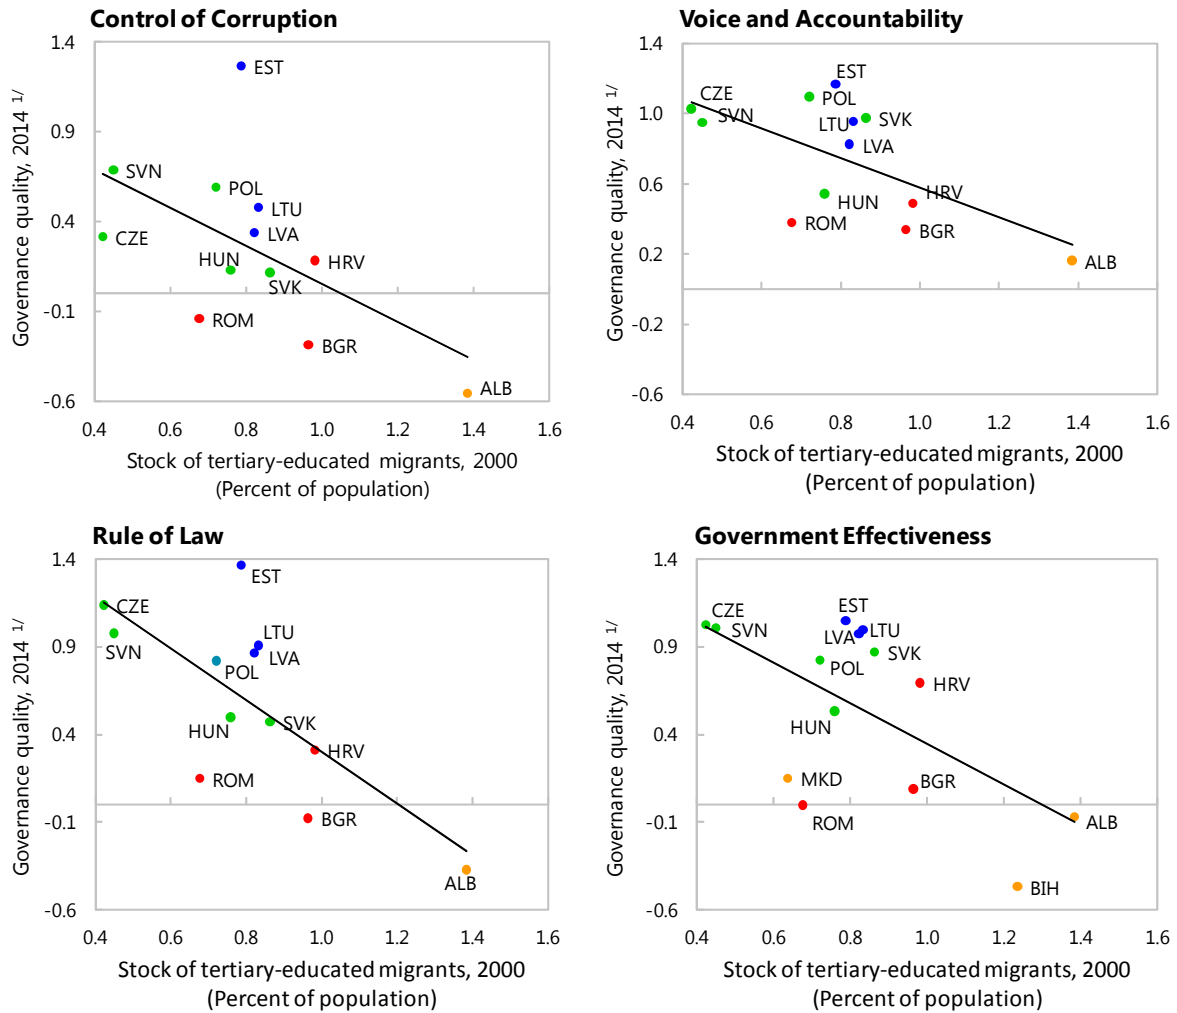 Control of Corruption
Governance quality, 2014 1/
1.4
0.9
0.4
-0.1
-0.6
EST
SVN
POL
LTU
CZE
LVA
HUN
HRV
SVK
ROM
BGR
ALB
0.4 0.6 0.8 1.0 1.2 1.4 1.6
Stock of tertiary-educated migrants, 2000
(Percent of population)
Voice and Accountability
Governance quality, 2014 1/
1.4
1.0
0.6
0.2
-0.2
-0.6
EST
CZE
POL
SVN
LTU
SVK
LVA
HRV
HUN
ROM
BGR
ALB
0.4 0.6 0.8 1.0 1.2 1.4 1.6
Stock of tertiary-educated migrants, 2000
(Percent of population)
Rule of Law
Governance quality, 2014 1/
1.4
0.9
0.4
-0.1
-0.6
EST
CZE
LTU
SVN
LVA
POL
SVK
HUN
HRV
ROM
BGR
ALB
0.4 0.6 0.8 1.0 1.2 1.4 1.6
Stock of tertiary-educated migrants, 2000
(Percent of population)
Government Effectiveness
Governance quality, 2014 1/
1.4
0.9
0.4
-0.1
-0.6
EST
CZE
SVN
LVA
LTU
SVK
POL
HRV
HUN
MKD
BGR
ROM
ALB
BIH
0.4 0.6 0.8 1.0 1.2 1.4 1.6
Stock of tertiary-educated migrants, 2000
(Percent of population)